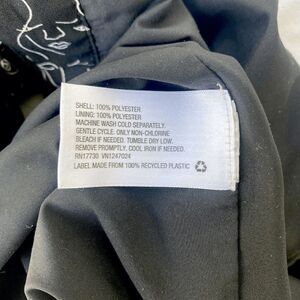 SHELL: 100% POLYESTER
LINING: 100% POLYESTER
MACHINE WASH COLD SEPARATELY.
GENTLE CYCLE. ONLY NON-CHLORINE
BLEACH IF NEEDED. TUMBLE DRY LOW.
REMOVE PROMPTLY. COOL IRON IF NEEDED.
RN17730 VN1247024
LABEL MADE FROM 100% RECYCLED PLASTIC